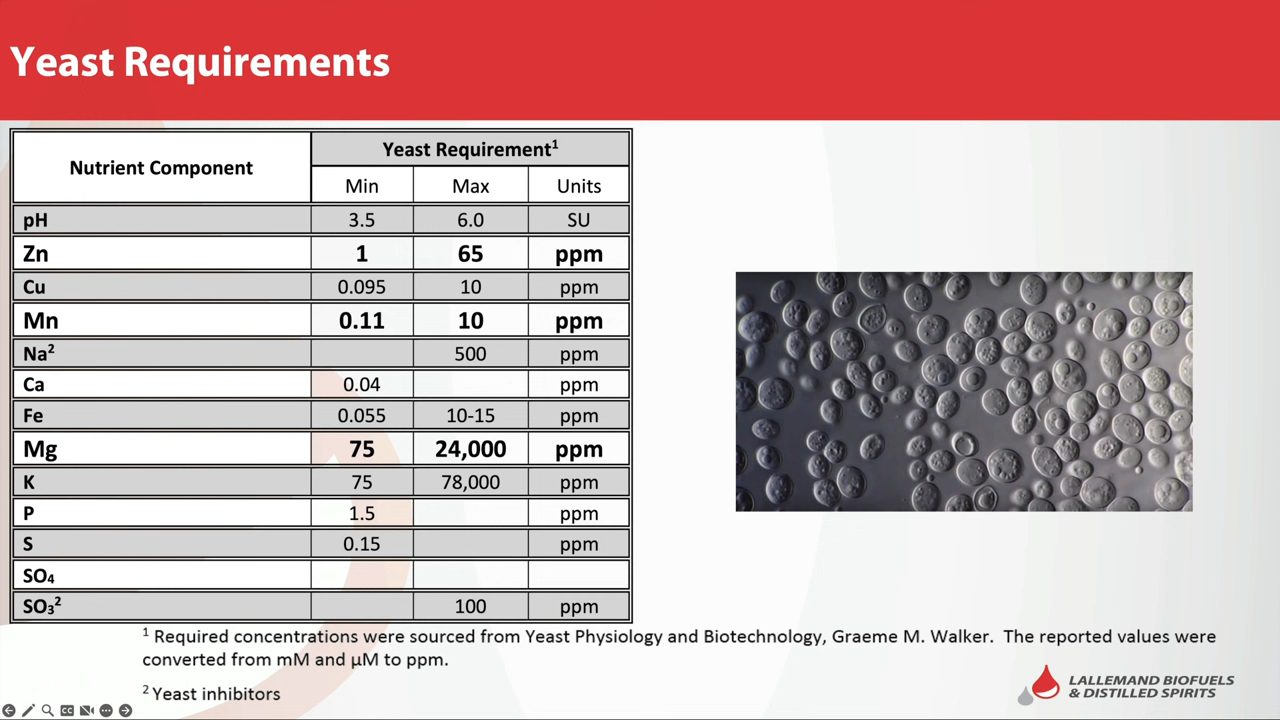 Yeast Requirements
Nutrient Component
Yeast Requirement¹
Min Max Units
pH 3.5 6.0 SU
Zn 1 65 ppm
Cu 0.095 10 ppm
Mn 0.11 10 ppm
Na² 500 ppm
Ca 0.04 ppm
Fe 0.055 10-15 ppm
Mg 75 24,000 ppm
K 75 78,000 ppm
P 1.5 ppm
S 0.15 ppm
SO₄
SO₃² 100 ppm
¹ Required concentrations were sourced from Yeast Physiology and Biotechnology, Graeme M. Walker. The reported values were
converted from mM and µM to ppm.
² Yeast inhibitors
LALLEMAND BIOFUELS
& DISTILLED SPIRITS